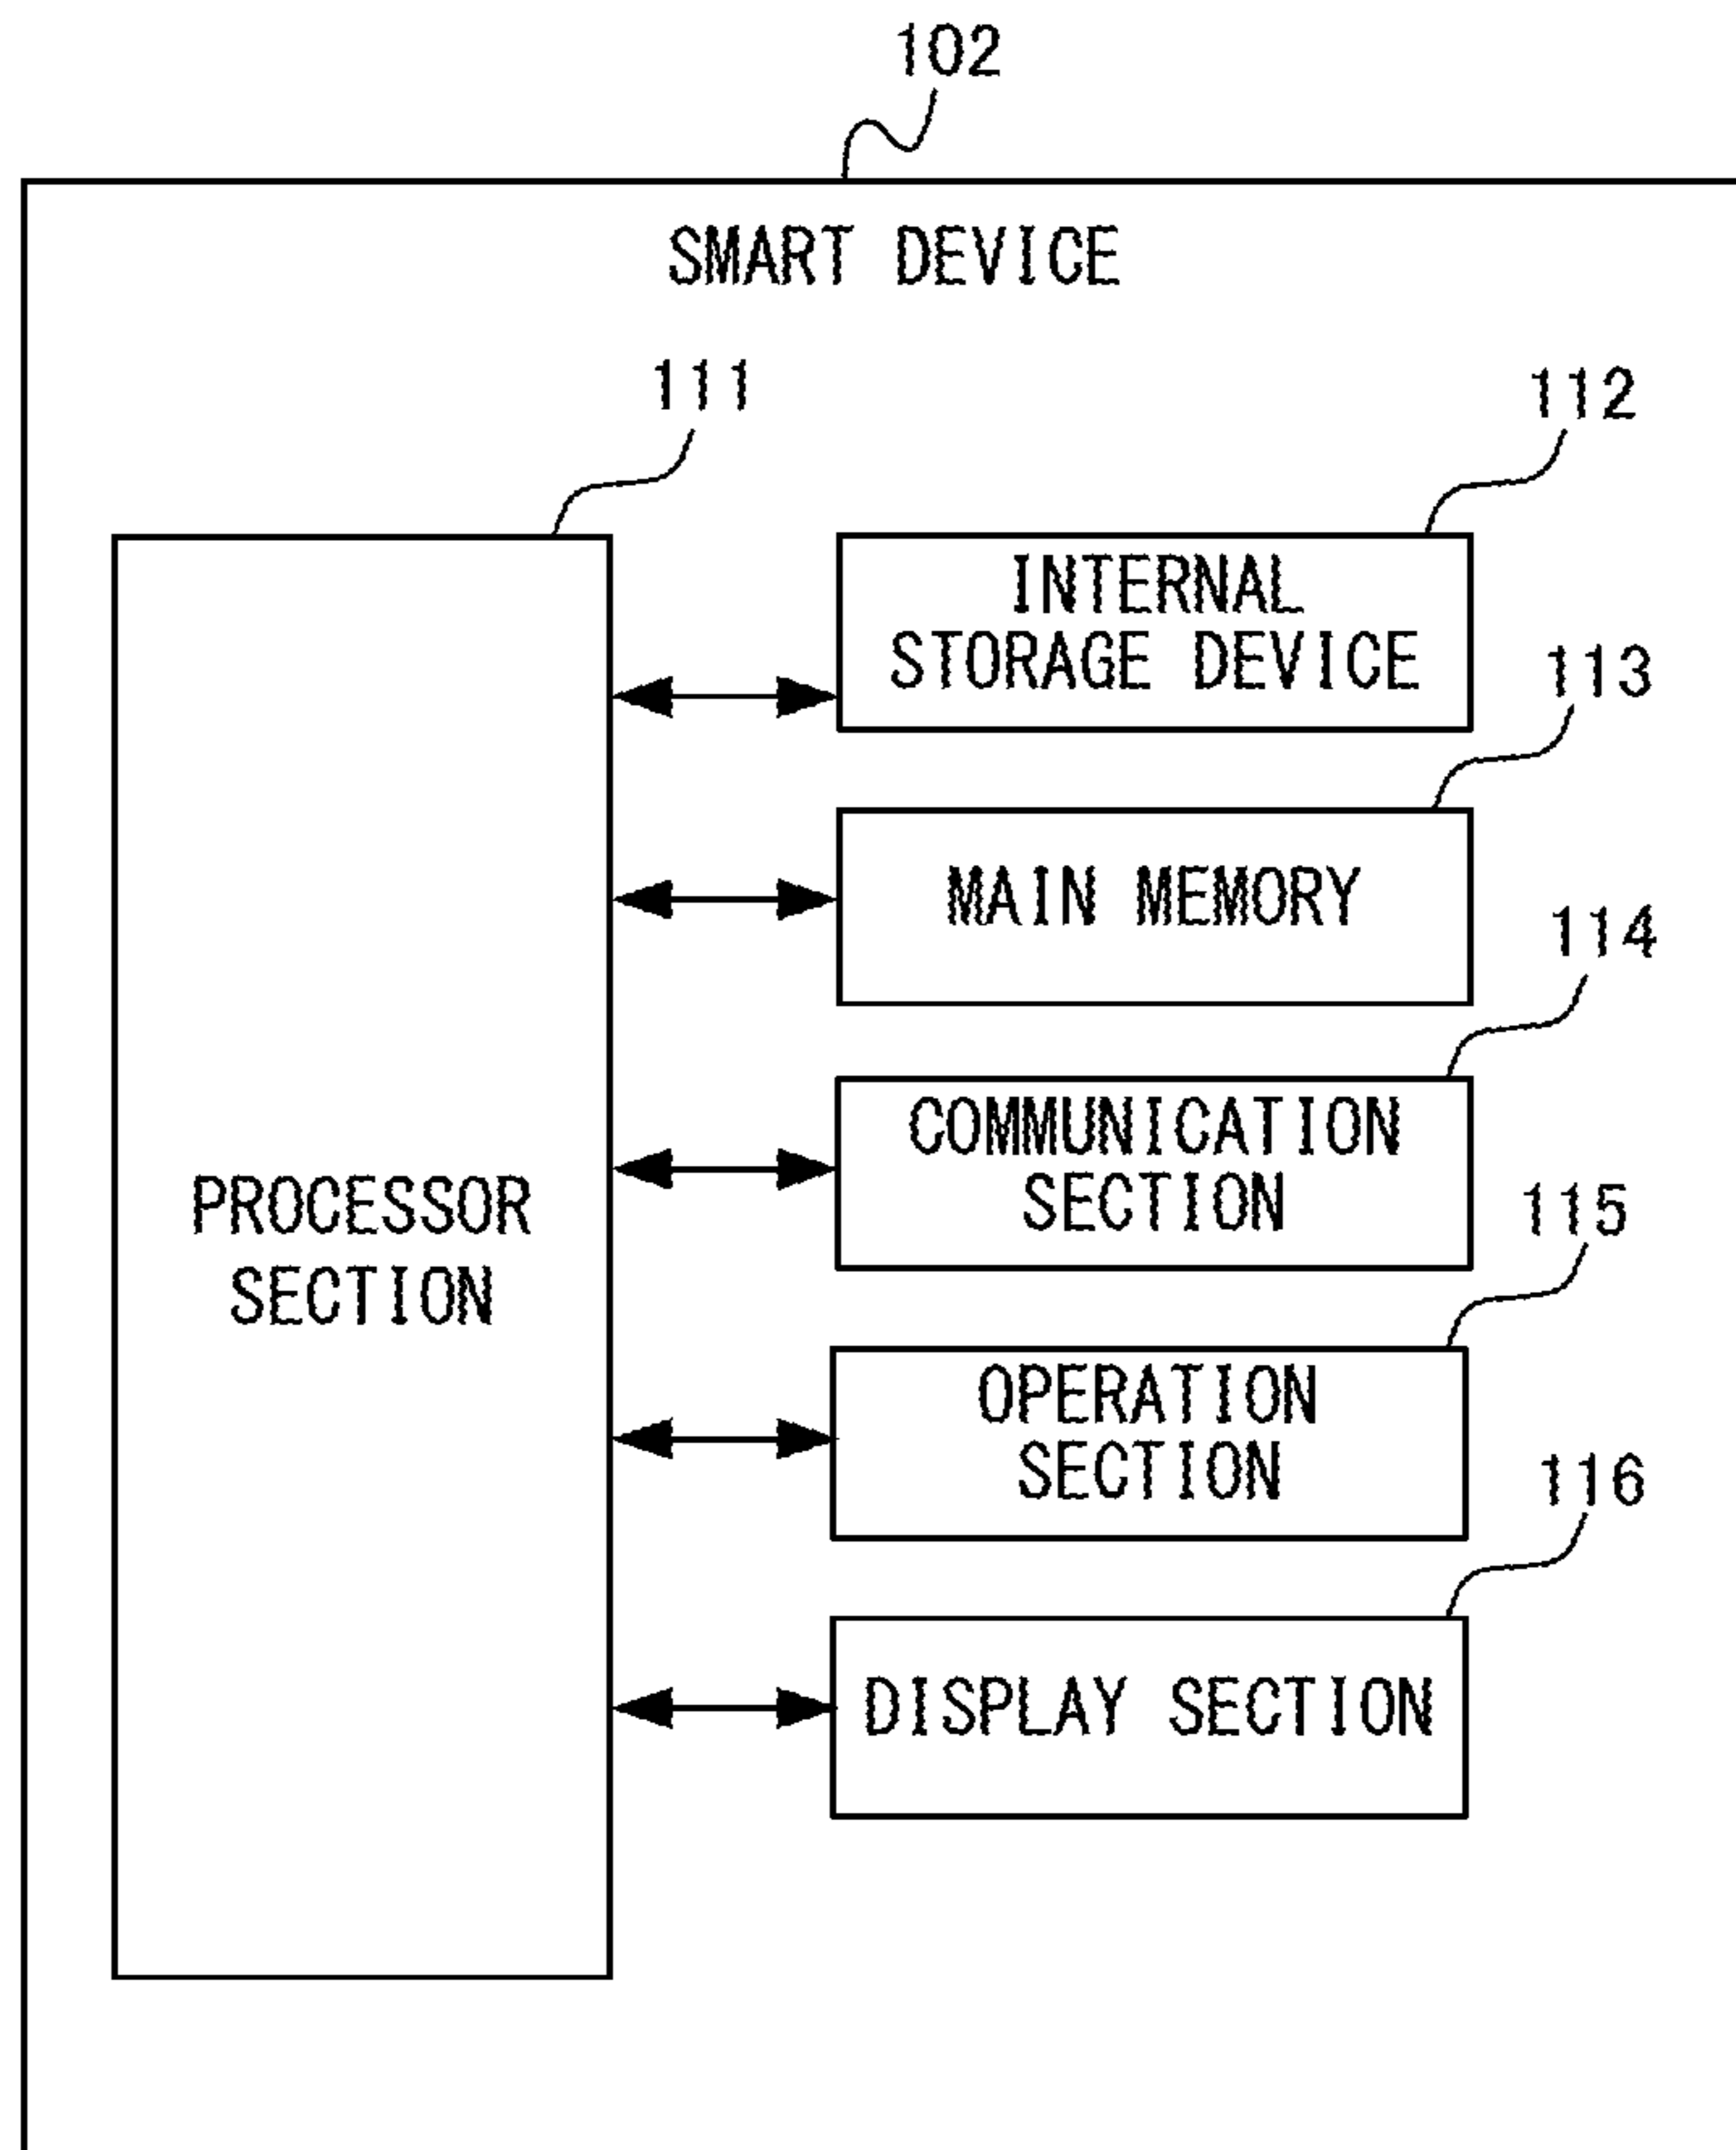 102
SMART DEVICE
111
112
INTERNAL
STORAGE DEVICE
113
MAIN MEMORY
114
COMMUNICATION
SECTION
PROCESSOR
SECTION
115
OPERATION
SECTION
116
DISPLAY SECTION